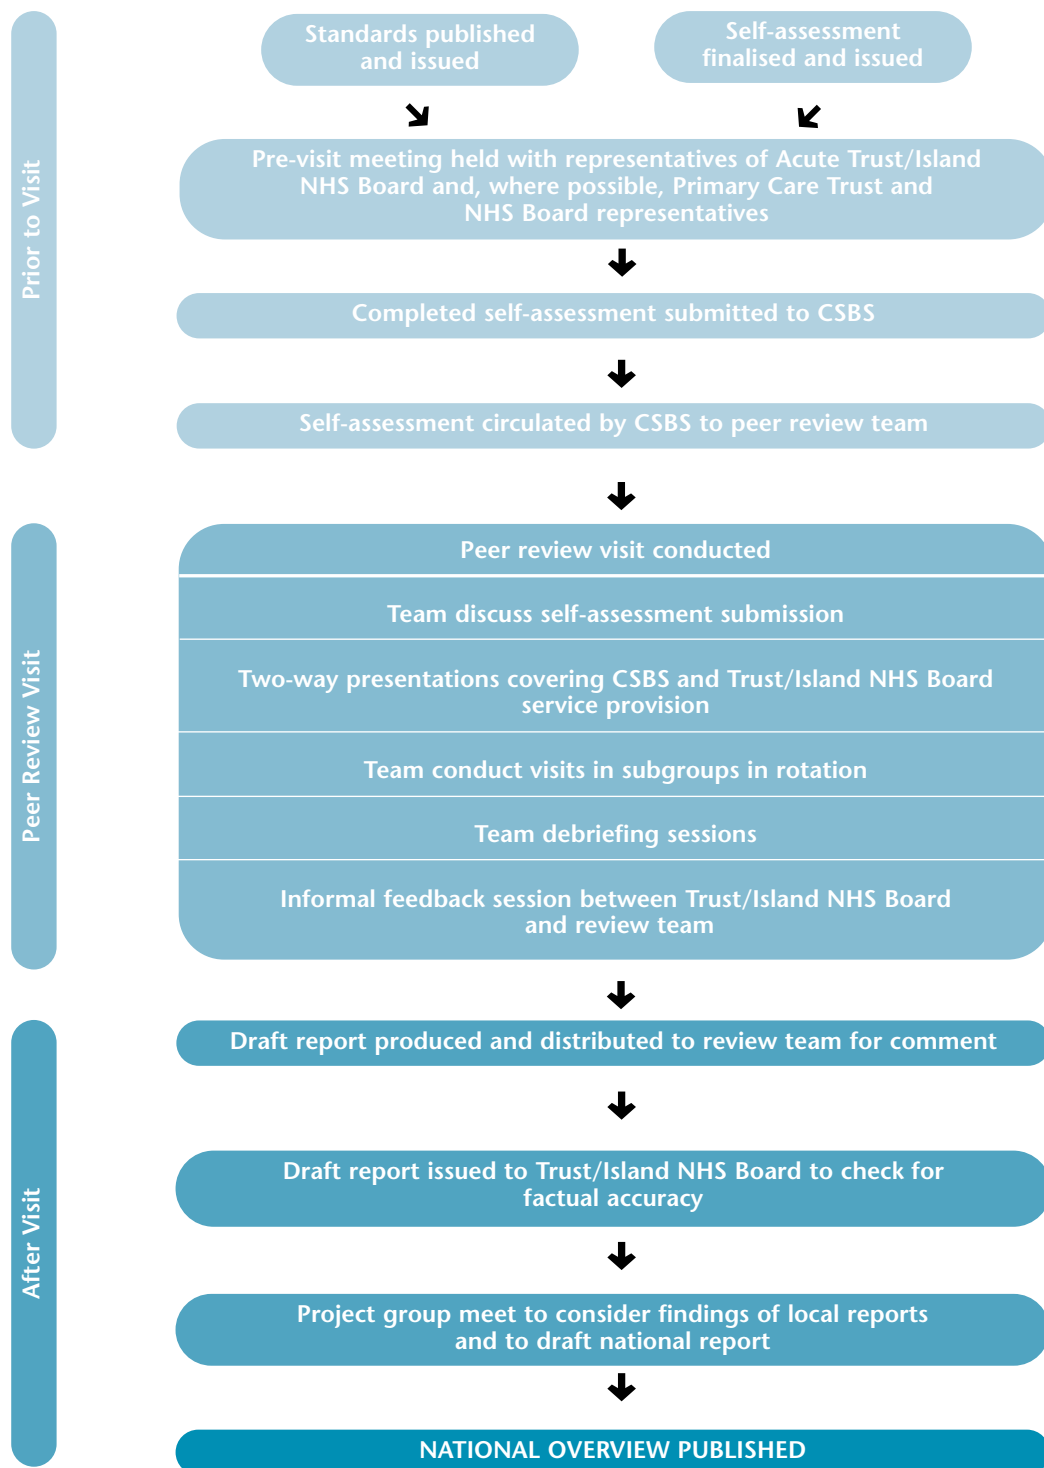 Prior to Visit
Standards published
and issued
Self-assessment
finalised and issued
Pre-visit meeting held with representatives of Acute Trust/Island
NHS Board and, where possible, Primary Care Trust and
NHS Board representatives
Completed self-assessment submitted to CSBS
Self-assessment circulated by CSBS to peer review team
Peer Review Visit
Peer review visit conducted
Team discuss self-assessment submission
Two-way presentations covering CSBS and Trust/Island NHS Board
service provision
Team conduct visits in subgroups in rotation
Team debriefing sessions
Informal feedback session between Trust/Island NHS Board
and review team
After Visit
Draft report produced and distributed to review team for comment
Draft report issued to Trust/Island NHS Board to check for
factual accuracy
Project group meet to consider findings of local reports
and to draft national report
NATIONAL OVERVIEW PUBLISHED